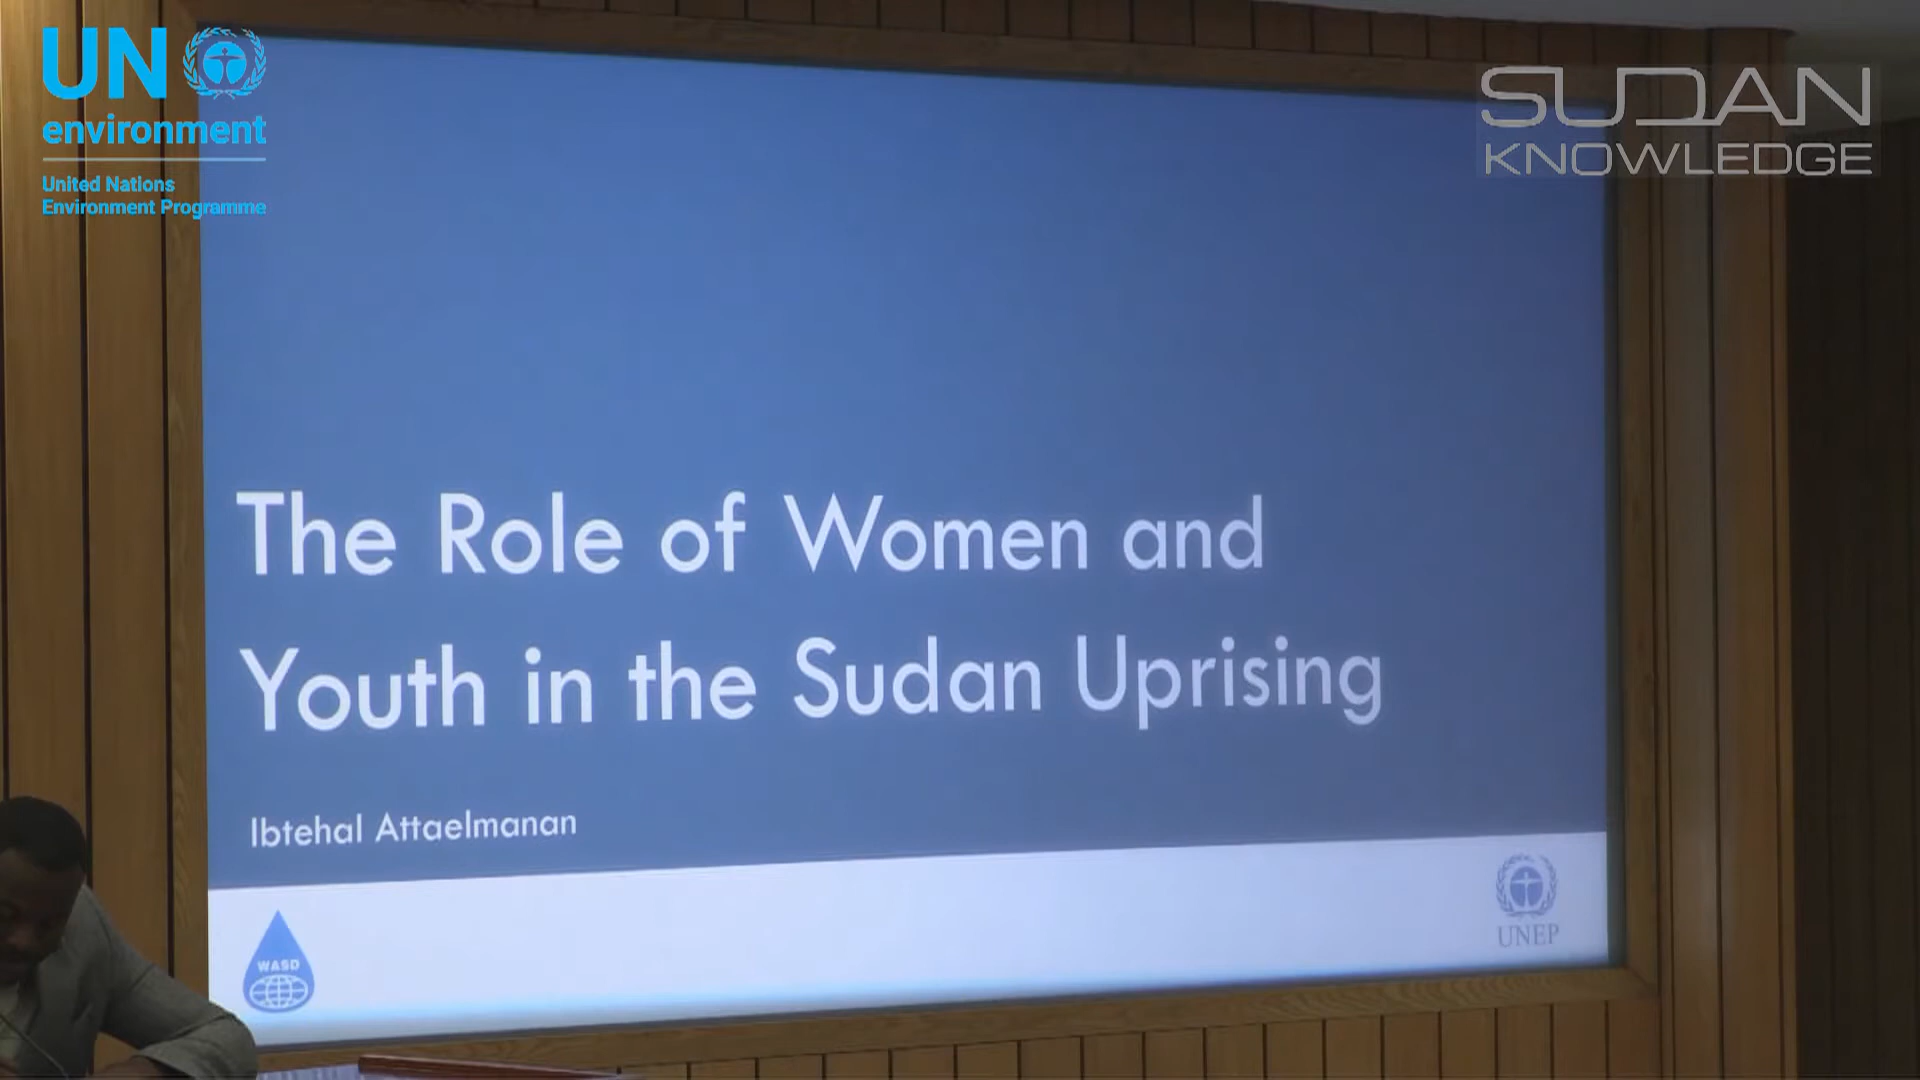 UN
environment
United Nations
Environment Programme
SUDAN
KNOWLEDGE
The Role of Women and
Youth in the Sudan Uprising
Ibtehal Attaelmanan
WASD
UNEP